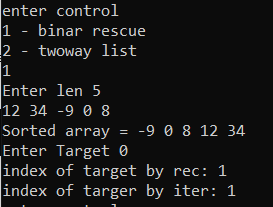 enter control
1 - binar rescue
2 - twoway list
1
Enter len 5
12 34 -9 0 8
Sorted array = -9 0 8 12 34
Enter Target 0
index of target by rec: 1
index of targer by iter: 1